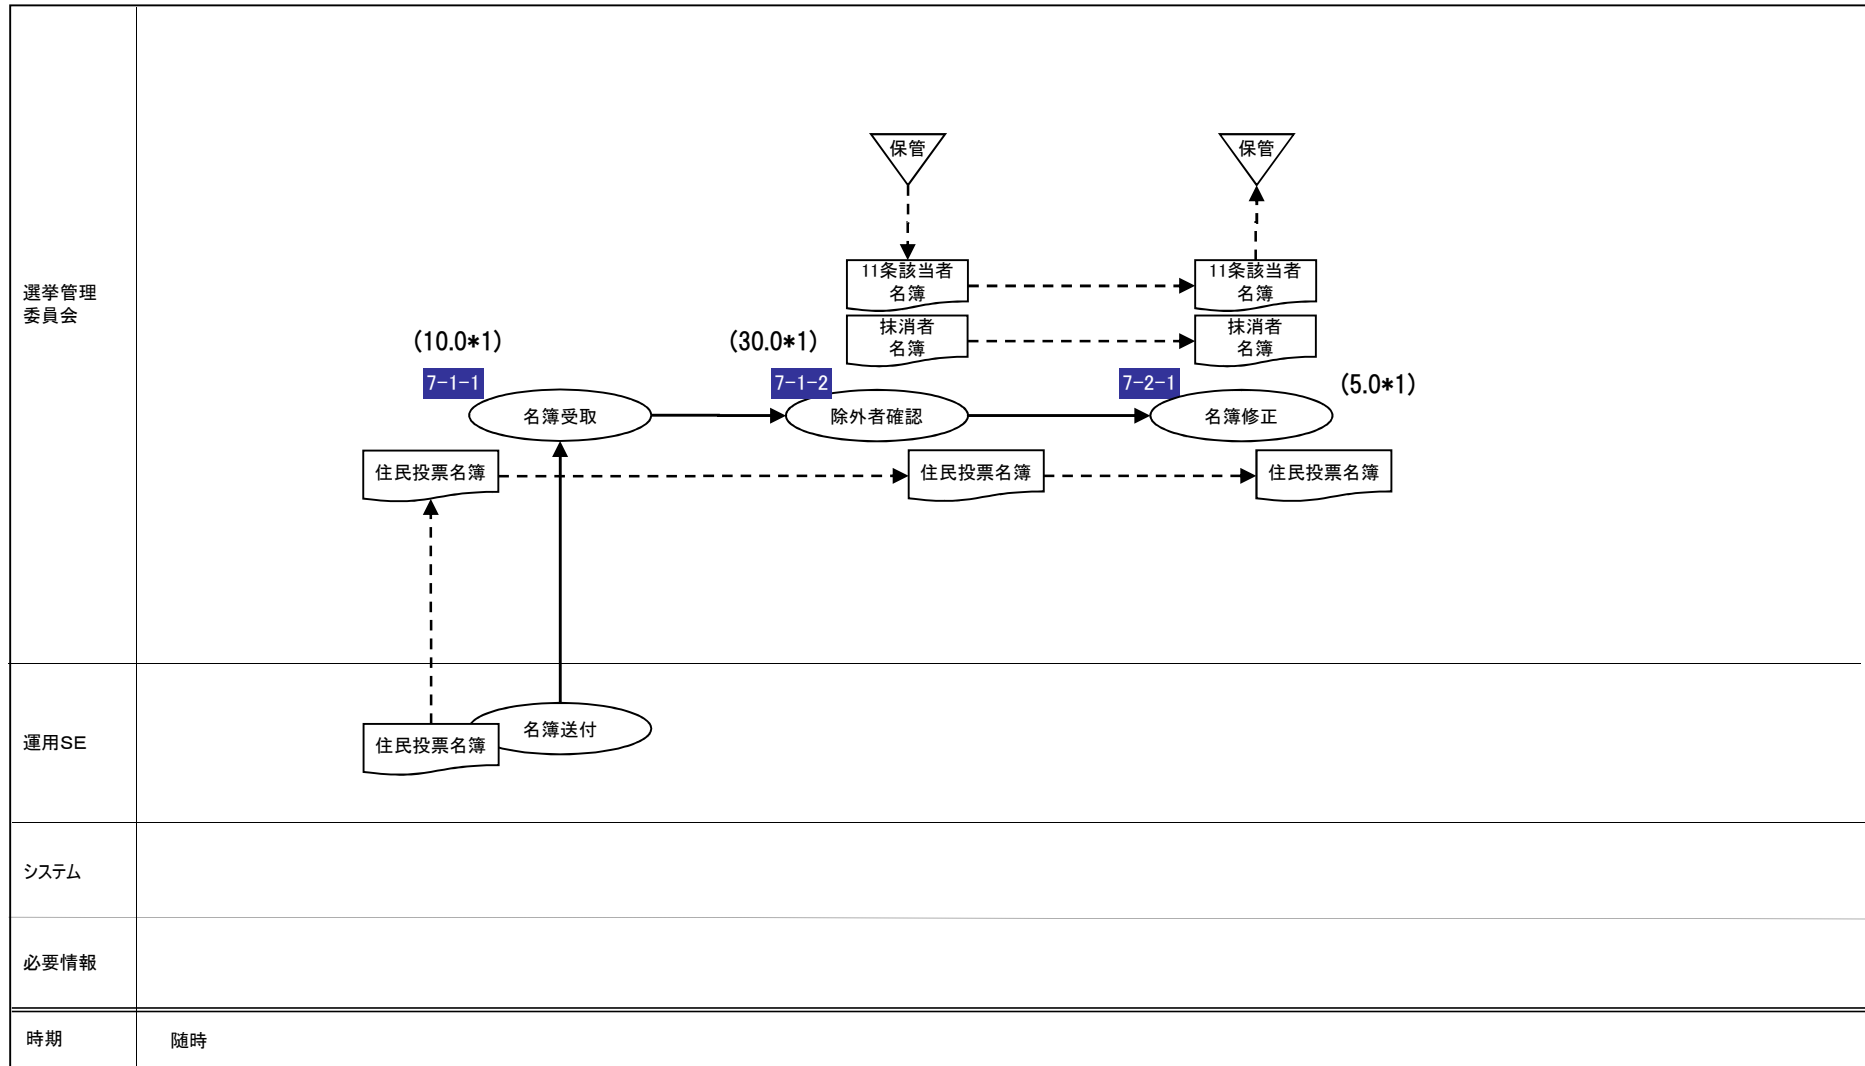 選挙管理
委員会
保管
保管
11条該当者
名簿
11条該当者
名簿
抹消者
名簿
抹消者
名簿
(10.0*1)
(30.0*1)
(5.0*1)
7-1-1
7-1-2
7-2-1
名簿受取
除外者確認
名簿修正
住民投票名簿
住民投票名簿
住民投票名簿
運用SE
住民投票名簿
名簿送付
システム
必要情報
時期
随時